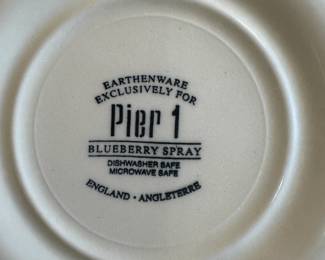 EARTHENWARE
EXCLUSIVELY FOR
Pier 1
BLUEBERRY SPRAY
DISHWASHER SAFE
MICROWAVE SAFE
ENGLAND · ANGLETERRE